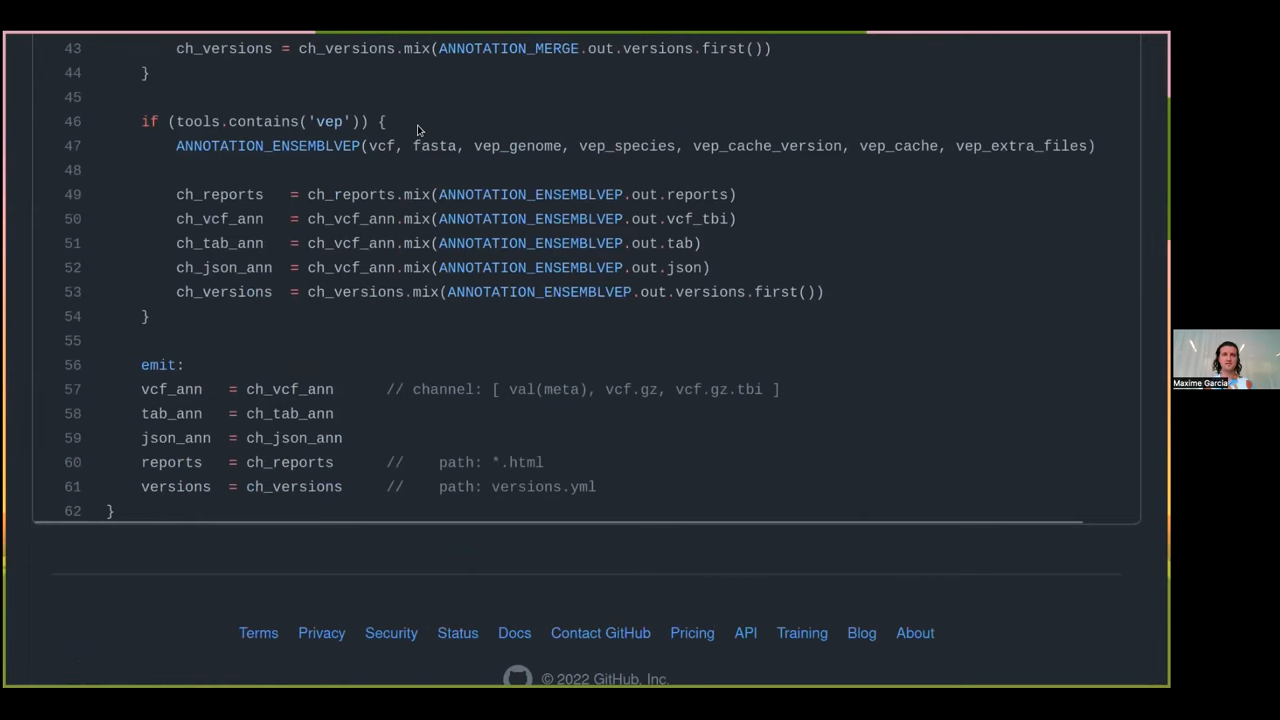 43 ch_versions = ch_versions.mix(ANNOTATION_MERGE.out.versions.first())
44 }
45
46 if (tools.contains('vep')) {
47 ANNOTATION_ENSEMBLVEP(vcf, fasta, vep_genome, vep_species, vep_cache_version, vep_cache, vep_extra_files)
48
49 ch_reports = ch_reports.mix(ANNOTATION_ENSEMBLVEP.out.reports)
50 ch_vcf_ann = ch_vcf_ann.mix(ANNOTATION_ENSEMBLVEP.out.vcf_tbi)
51 ch_tab_ann = ch_vcf_ann.mix(ANNOTATION_ENSEMBLVEP.out.tab)
52 ch_json_ann = ch_vcf_ann.mix(ANNOTATION_ENSEMBLVEP.out.json)
53 ch_versions = ch_versions.mix(ANNOTATION_ENSEMBLVEP.out.versions.first())
54 }
55
56 emit:
57 vcf_ann = ch_vcf_ann // channel: [ val(meta), vcf.gz, vcf.gz.tbi ]
58 tab_ann = ch_tab_ann
59 json_ann = ch_json_ann
60 reports = ch_reports // path: *.html
61 versions = ch_versions // path: versions.yml
62 }
Terms Privacy Security Status Docs Contact GitHub Pricing API Training Blog About
© 2022 GitHub, Inc.
Maxime Garcia